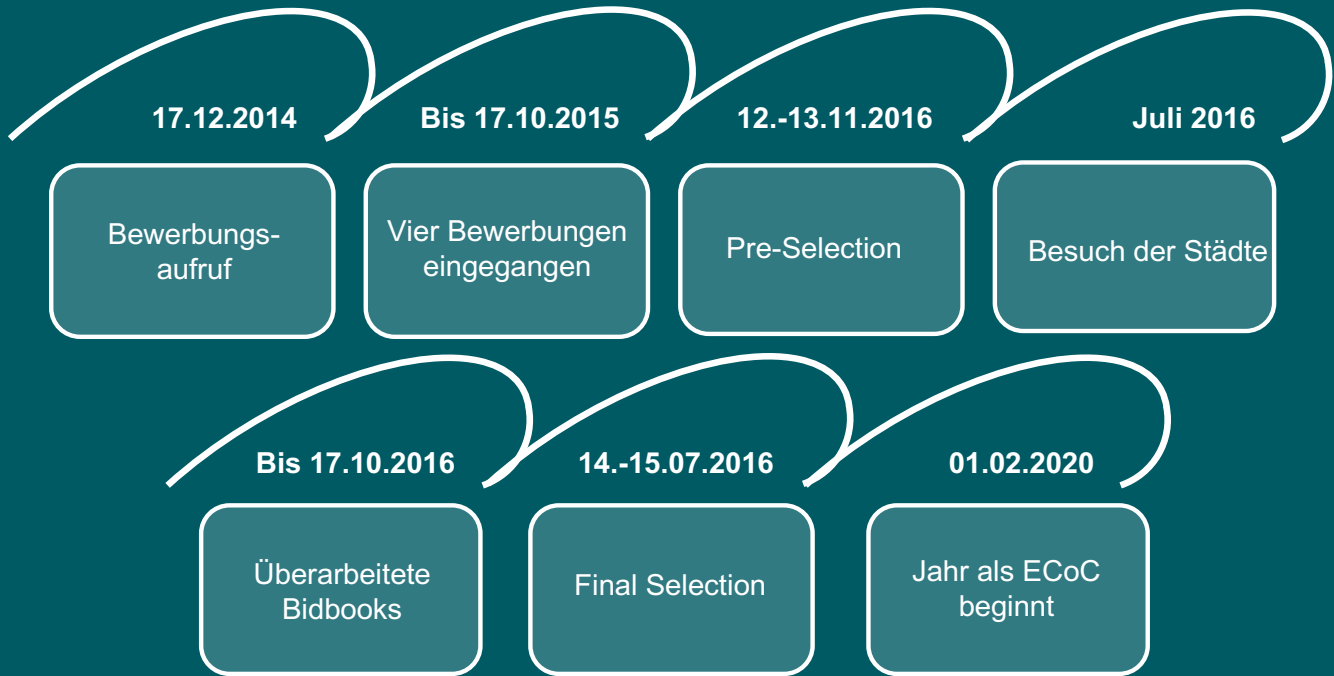 17.12.2014
Bewerbungs-
aufruf
Bis 17.10.2015
Vier Bewerbungen
eingegangen
12.-13.11.2016
Pre-Selection
Juli 2016
Besuch der Städte
Bis 17.10.2016
Überarbeitete
Bidbooks
14.-15.07.2016
Final Selection
01.02.2020
Jahr als ECoC
beginnt